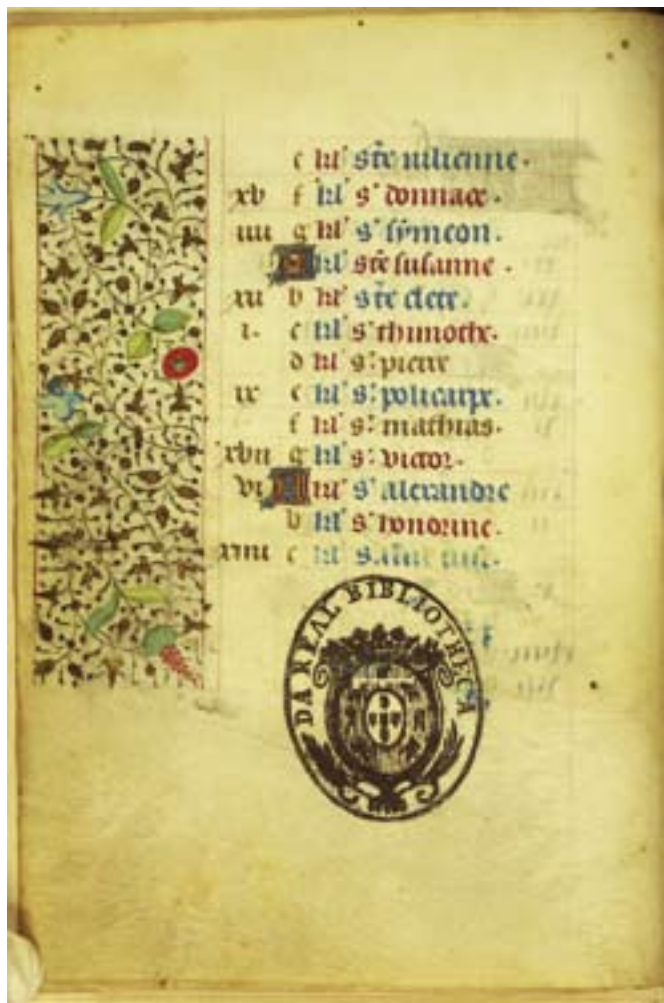 e kl' ste iulienne.
xv f kl' s' donnace.
iiii g kl' s' symeon.
A kl' ste susanne.
xii b kl' ste clere.
i. c kl' s' thimothe.
d kl' s' pierre
ix e kl' s' policarpe.
f kl' s' mathias.
xvii g kl' s' victor.
vi A kl' s' alexandre
b kl' s' honorine.
xiiii c kl'
DA REAL BIBLIOTHECA